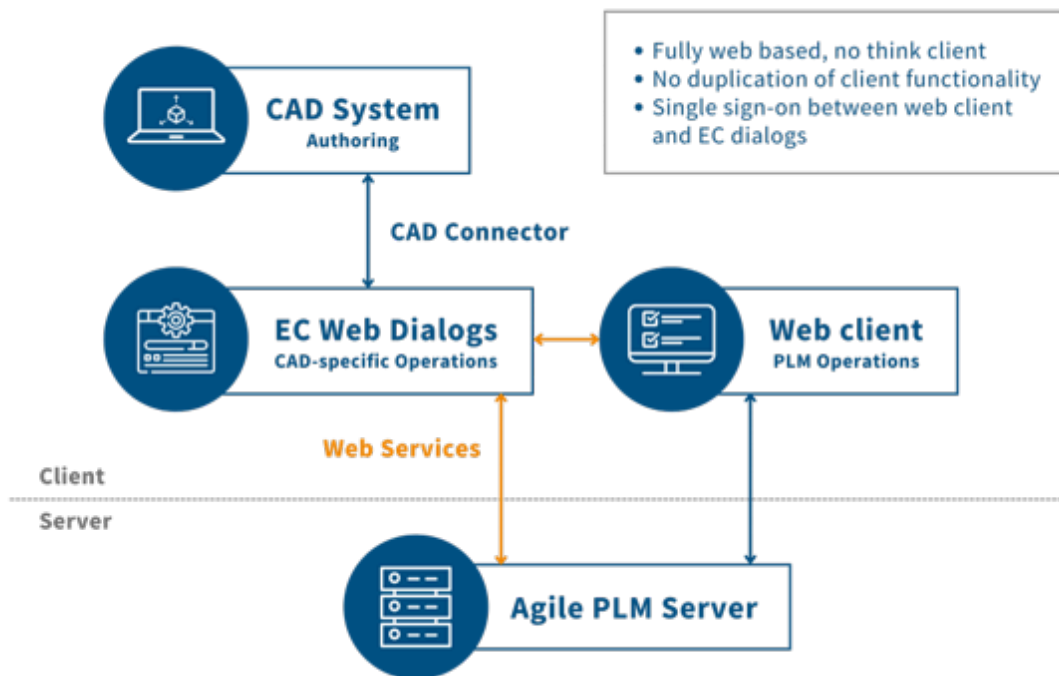 • Fully web based, no think client
• No duplication of client functionality
• Single sign-on between web client
and EC dialogs
CAD System
Authoring
CAD Connector
EC Web Dialogs
CAD-specific Operations
Web client
PLM Operations
Web Services
Client
Server
Agile PLM Server